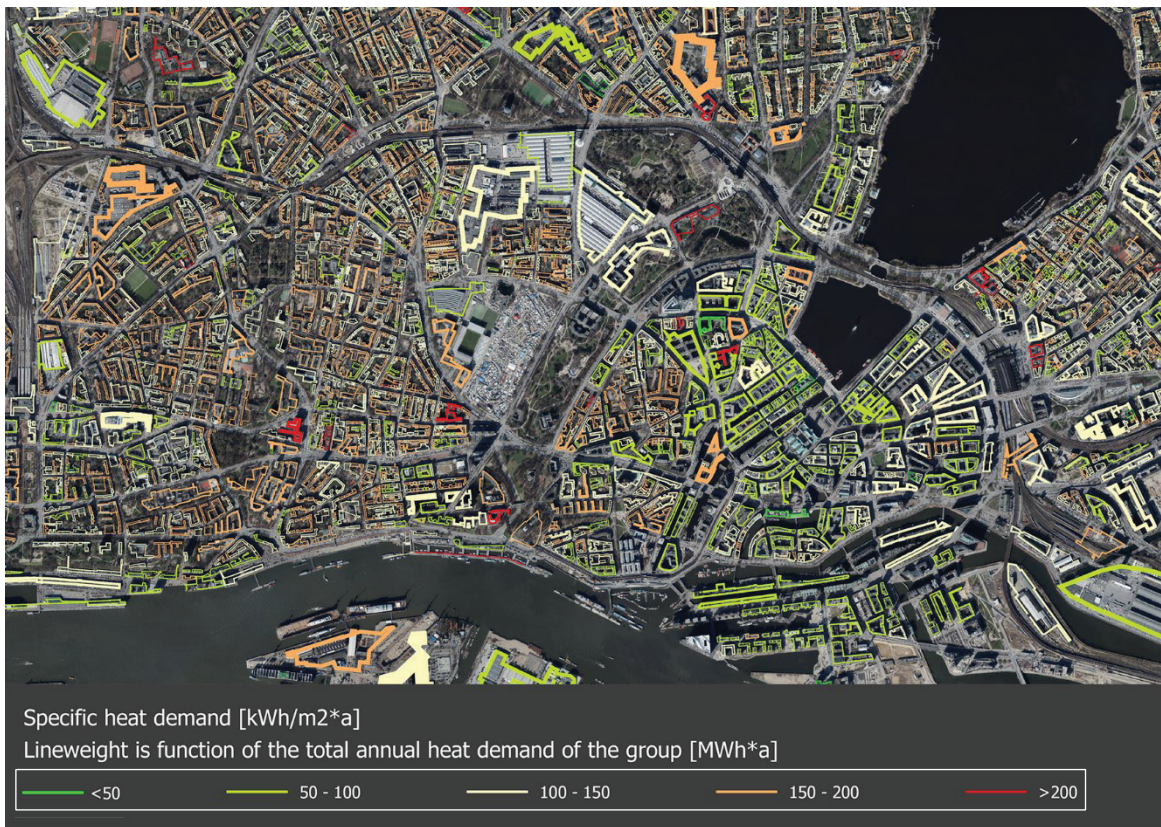 Specific heat demand [kWh/m2*a]
Lineweight is function of the total annual heat demand of the group [MWh*a]
<50 50 - 100 100 - 150 150 - 200 >200